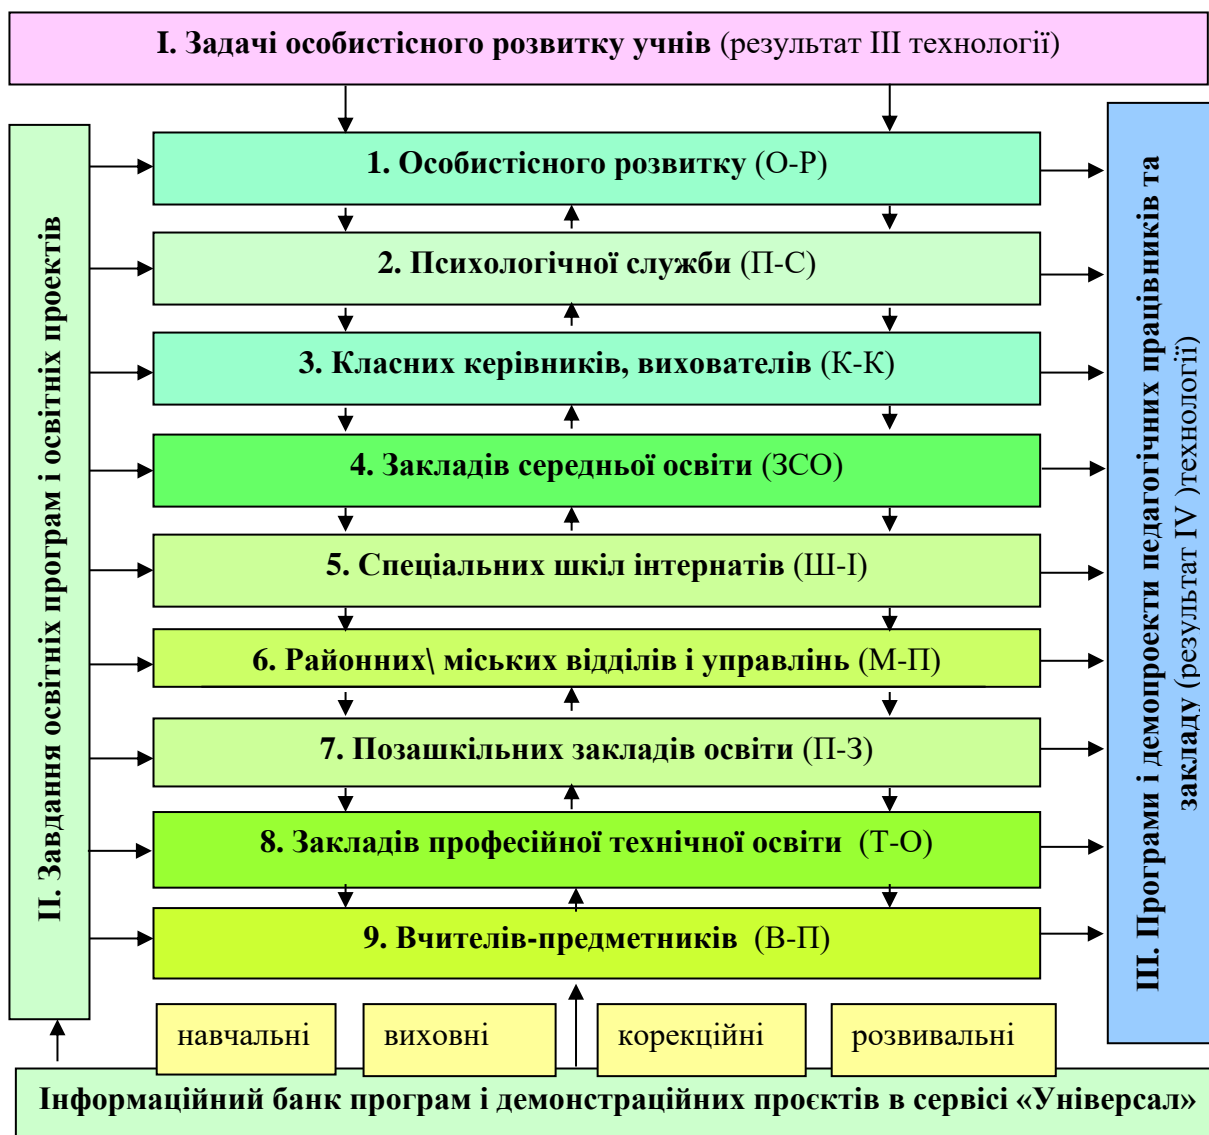 І. Задачі особистісного розвитку учнів (результат ІІІ технології)
ІІ. Завдання освітніх програм і освітніх проектів
1. Особистісного розвитку (О-Р)
2. Психологічної служби (П-С)
3. Класних керівників, вихователів (К-К)
4. Закладів середньої освіти (ЗСО)
5. Спеціальних шкіл інтернатів (Ш-І)
6. Районних\ міських відділів і управлінь (М-П)
7. Позашкільних закладів освіти (П-З)
8. Закладів професійної технічної освіти (Т-О)
9. Вчителів-предметників (В-П)
ІІІ. Програми і демопроекти педагогічних працівників та
закладу (результат IV )технології)
навчальні виховні корекційні розвивальні
Інформаційний банк програм і демонстраційних проєктів в сервісі «Універсал»